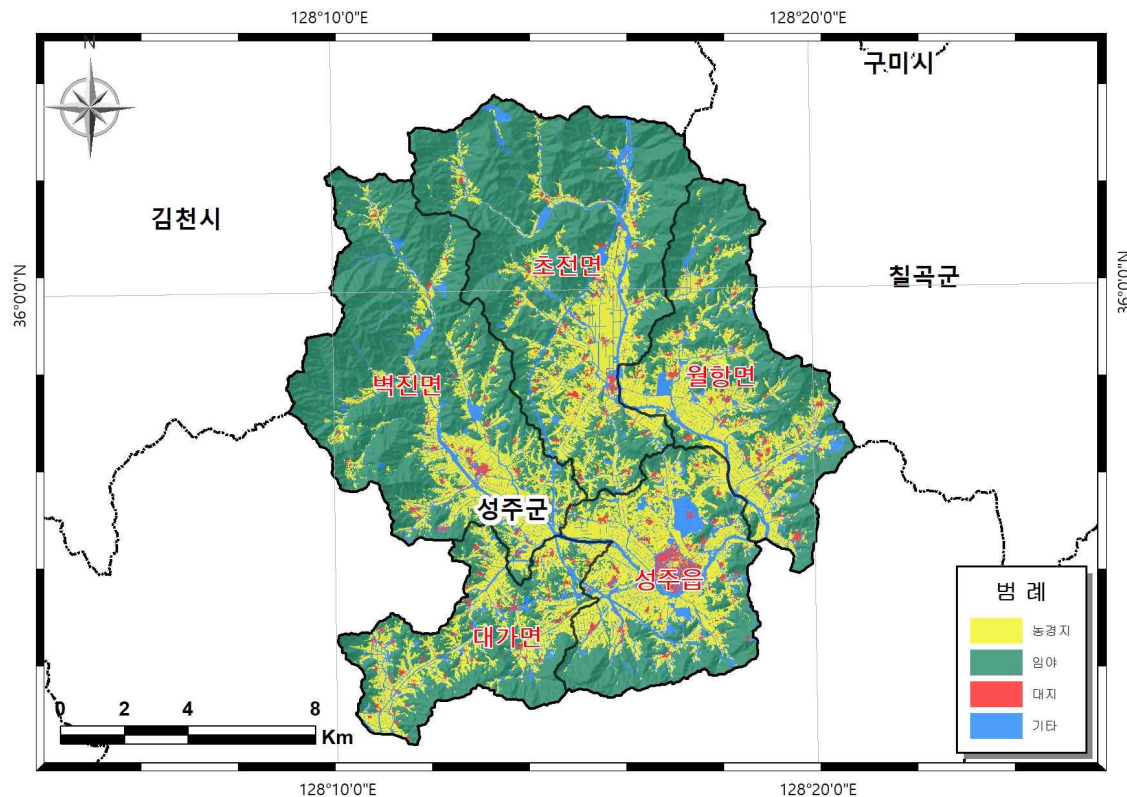 128°10'0"E
128°20'0"E
N
구미시
김천시
초전면
칠곡군
36°0'0"N
36°0'0"N
벽진면
월항면
성주군
성주읍
대가면
범 례
농경지
임야
대지
기타
0 2 4 8
Km
128°10'0"E
128°20'0"E